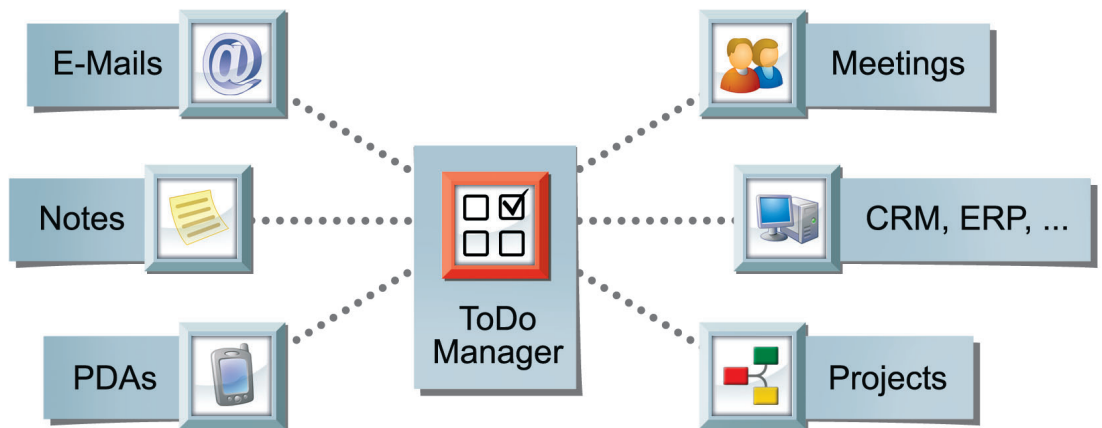 E-Mails
Meetings
Notes
CRM, ERP, ...
ToDo
Manager
PDAs
Projects